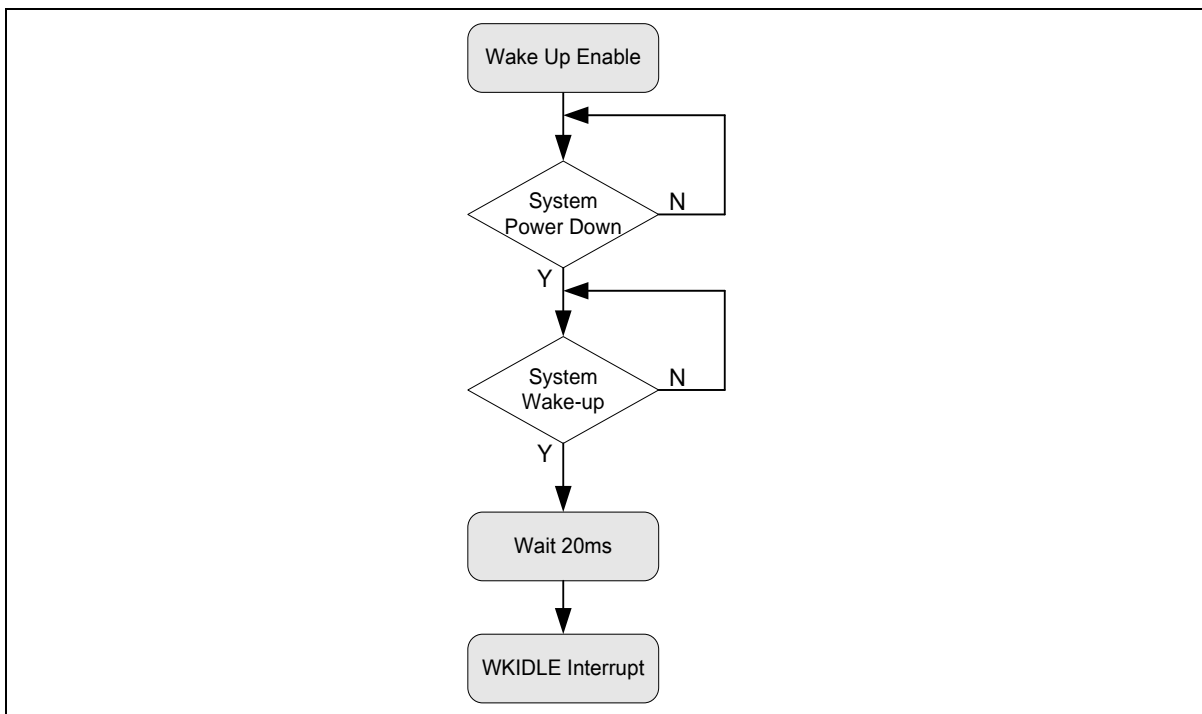 Wake Up Enable
System
Power Down
N
Y
System
Wake-up
N
Y
Wait 20ms
WKIDLE Interrupt